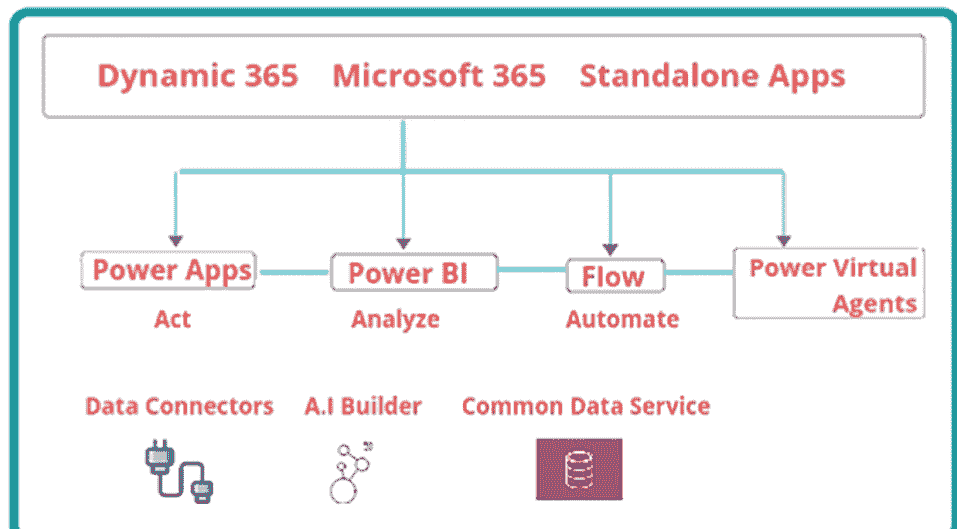 Dynamic 365 Microsoft 365 Standalone Apps
Power Apps
Power BI
Flow
Power Virtual
Agents
Act
Analyze
Automate
Data Connectors
A.I Builder
Common Data Service